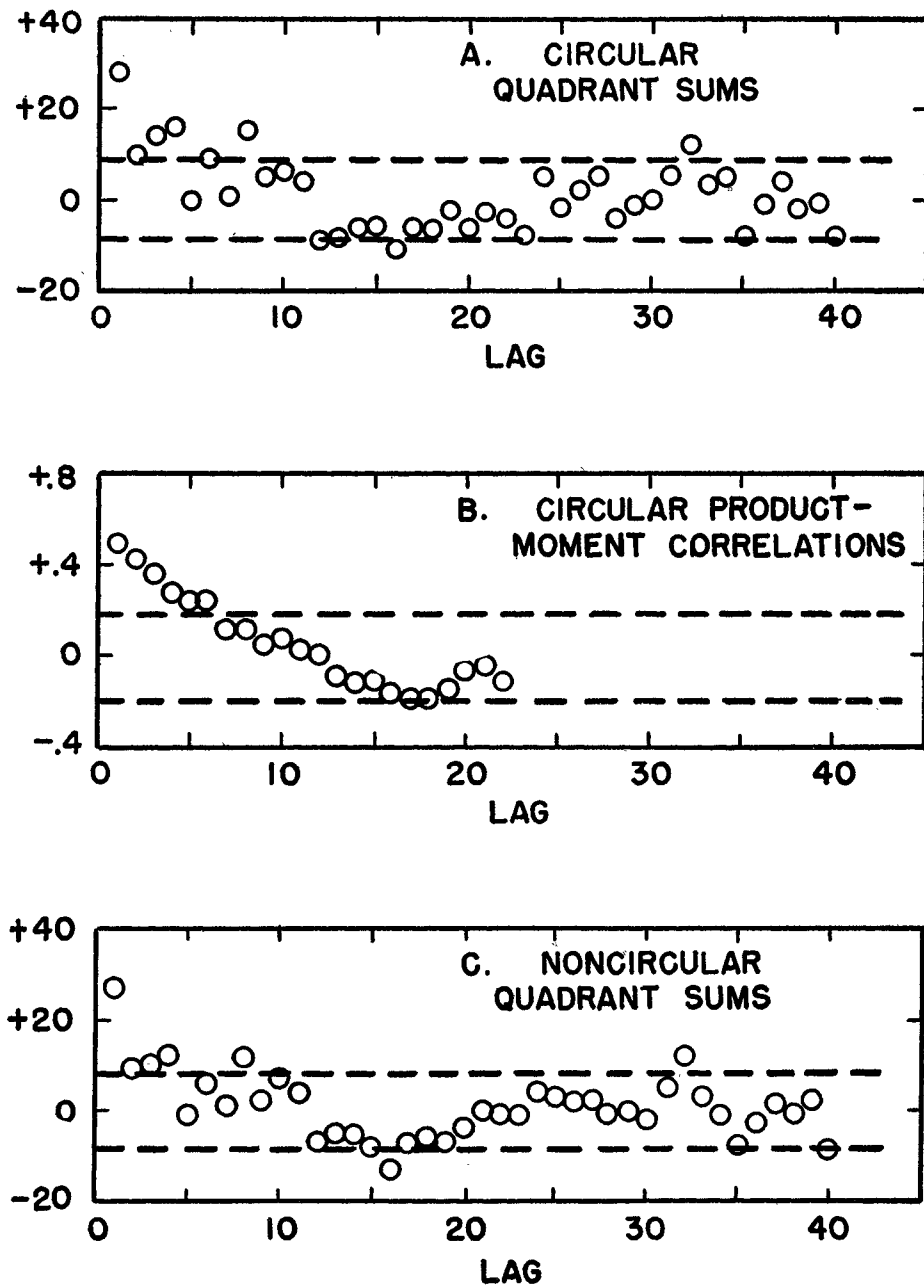 +40
A. CIRCULAR
QUADRANT SUMS
+20
0
-20
0 10 20 30 40
LAG
+.8
B. CIRCULAR PRODUCT-
MOMENT CORRELATIONS
+.4
0
-.4
0 10 20 30 40
LAG
+40
C. NONCIRCULAR
QUADRANT SUMS
+20
0
-20
0 10 20 30 40
LAG